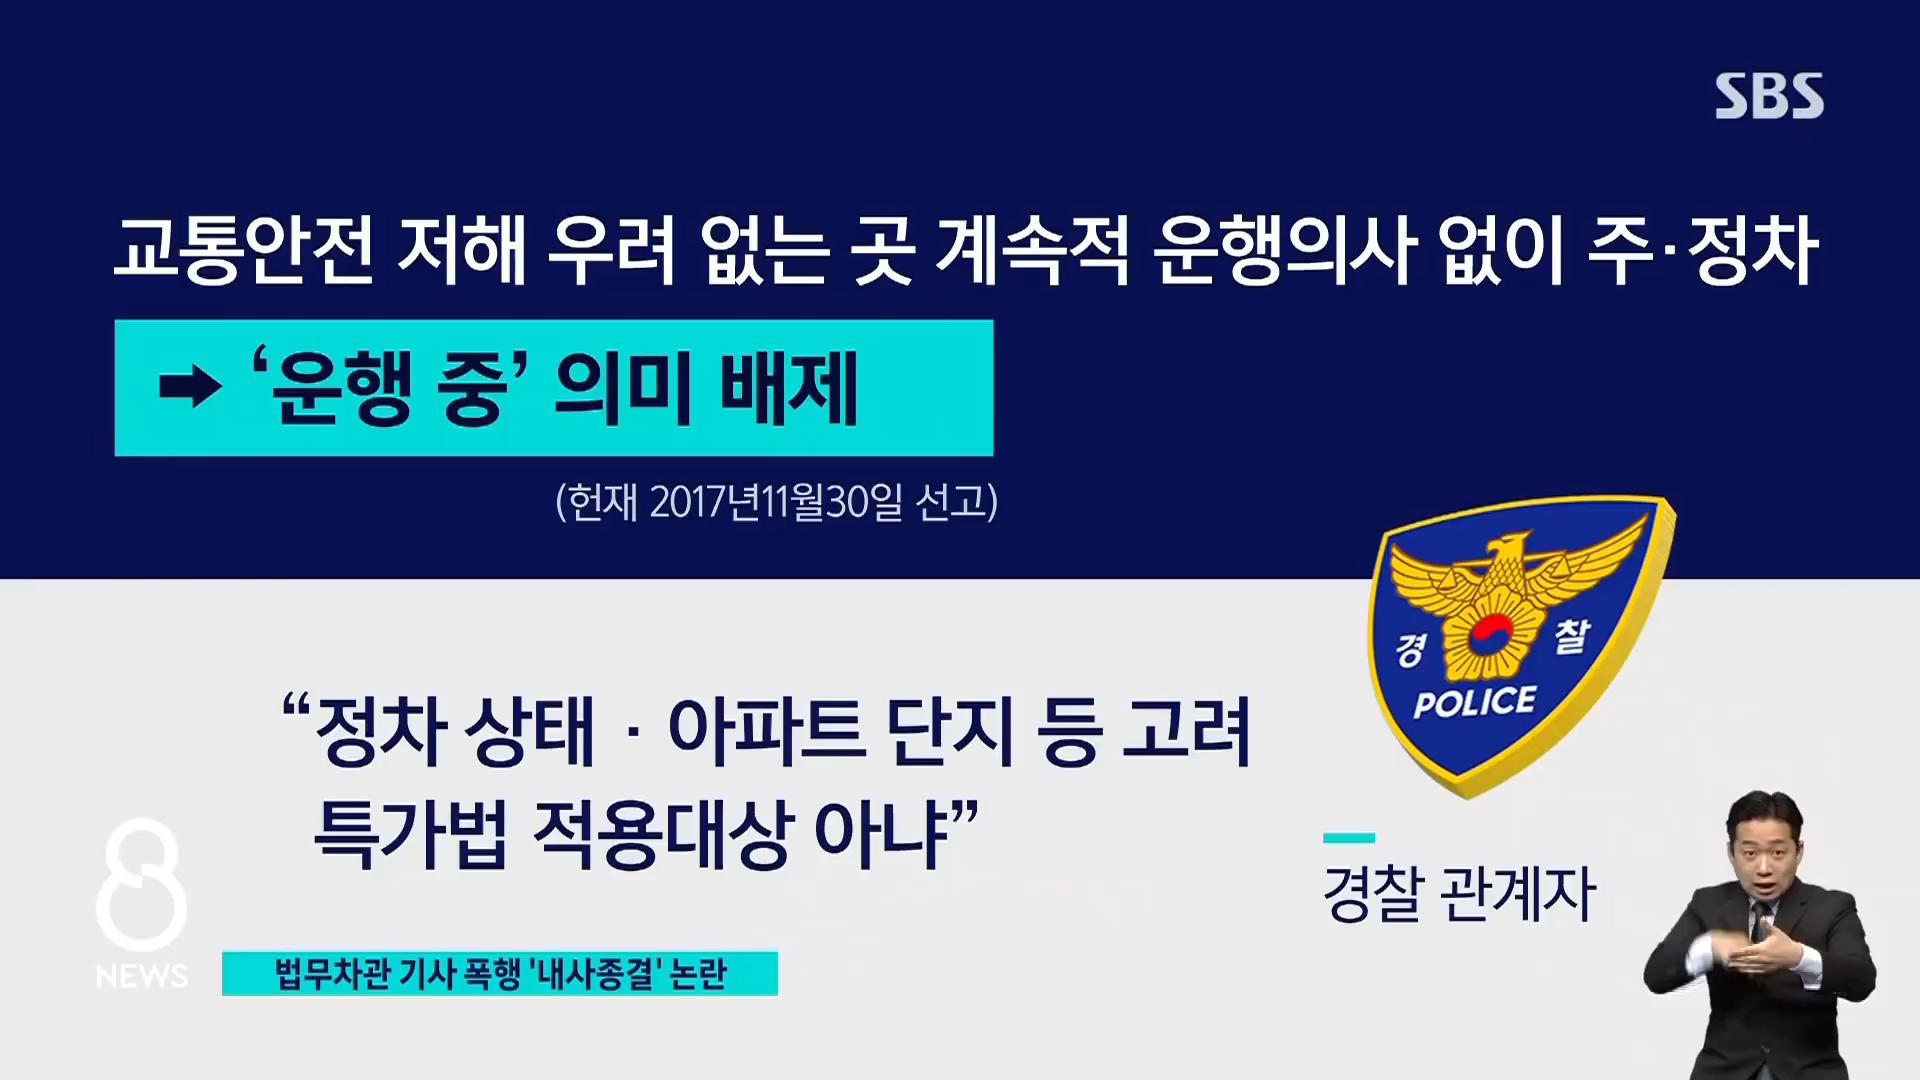 SBS
교통안전 저해 우려 없는 곳 계속적 운행의사 없이 주·정차
➡ ‘운행 중’ 의미 배제
(헌재 2017년11월30일 선고)
경 찰
POLICE
“정차 상태 · 아파트 단지 등 고려
특가법 적용대상 아냐”
경찰 관계자
8
NEWS
법무차관 기사 폭행 '내사종결' 논란